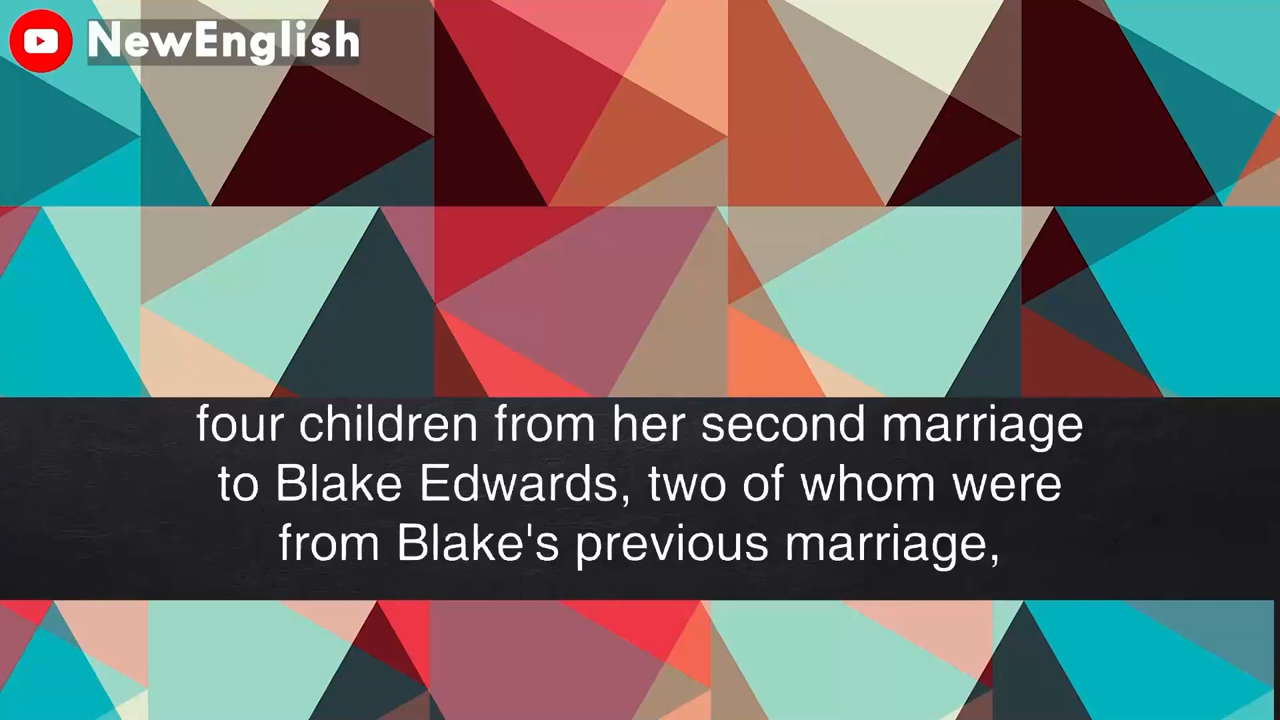 NewEnglish
four children from her second marriage
to Blake Edwards, two of whom were
from Blake's previous marriage,